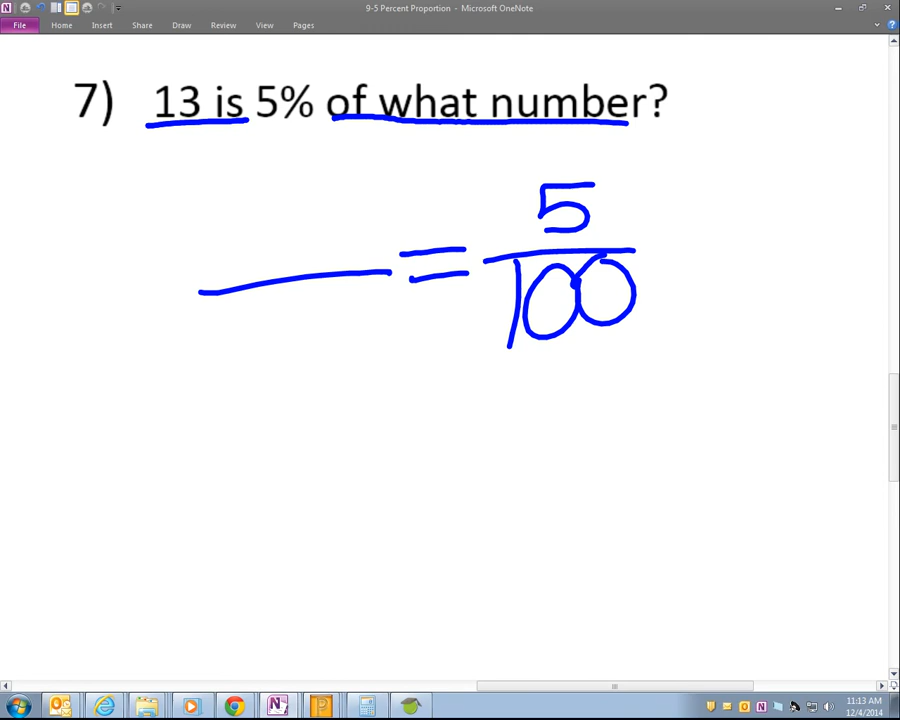 9-5 Percent Proportion - Microsoft OneNote
File Home Insert Share Draw Review View Pages
7) 13 is 5% of what number?
5
=
100
11:13 AM
12/4/2014